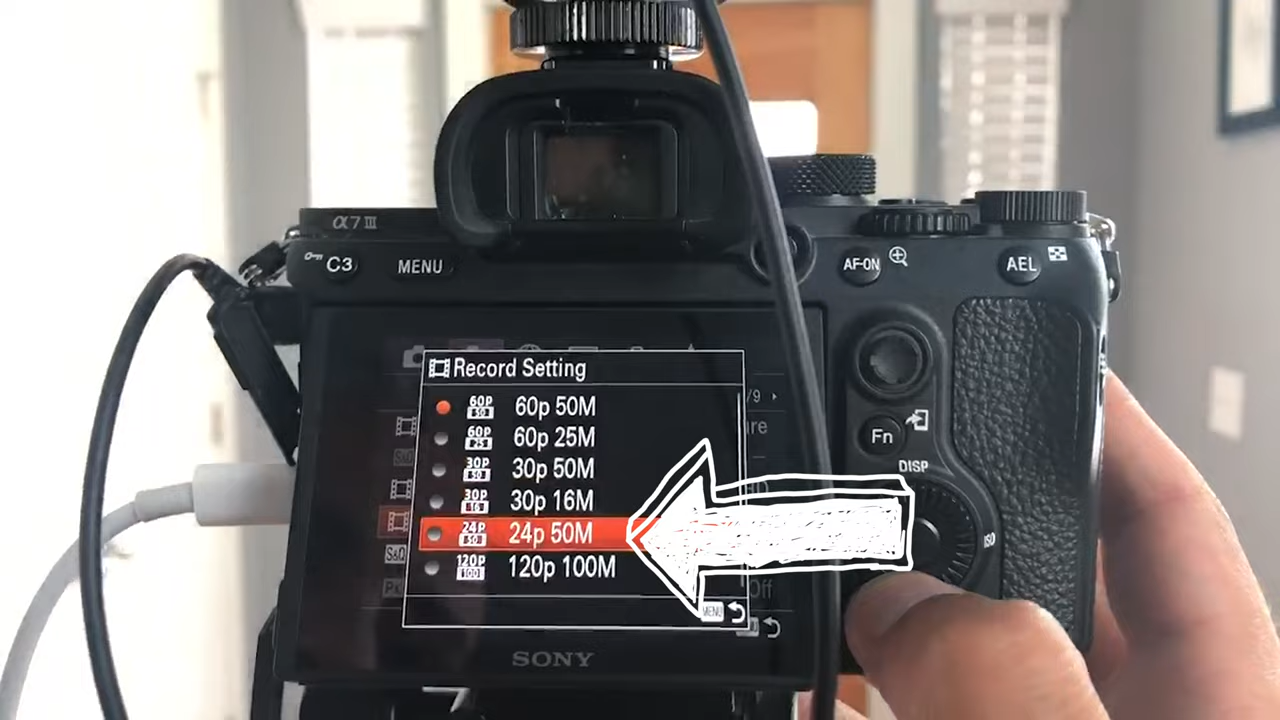 α7 III
C3
MENU
AF-ON
AEL
Record Setting
60P 50 60p 50M
60P 25 60p 25M
30P 50 30p 50M
30P 16 30p 16M
24P 50 24p 50M
120P 100 120p 100M
MENU
/9
Off
Fn
DISP
ISO
SONY